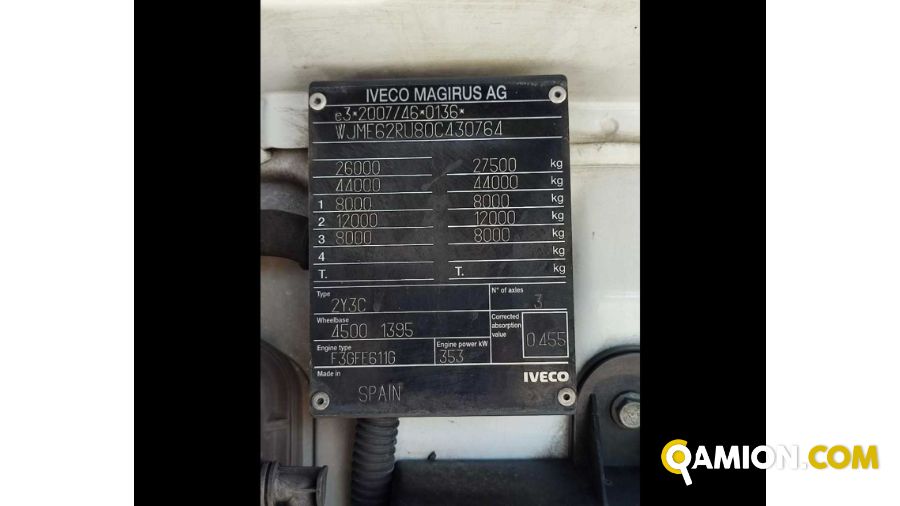 IVECO MAGIRUS AG
e3*2007/46*0136*
WJME62RU80C430764
26000 27500 kg
44000 44000 kg
1 8000 8000 kg
2 12000 12000 kg
3 8000 8000 kg
4 kg
T. T. kg
Type N° of axles
2Y3C 3
Wheelbase Corrected absorption value
4500 1395 0.455
Engine type Engine power kW
F3GFE611G 353
Made in IVECO
SPAIN
QAMION.COM